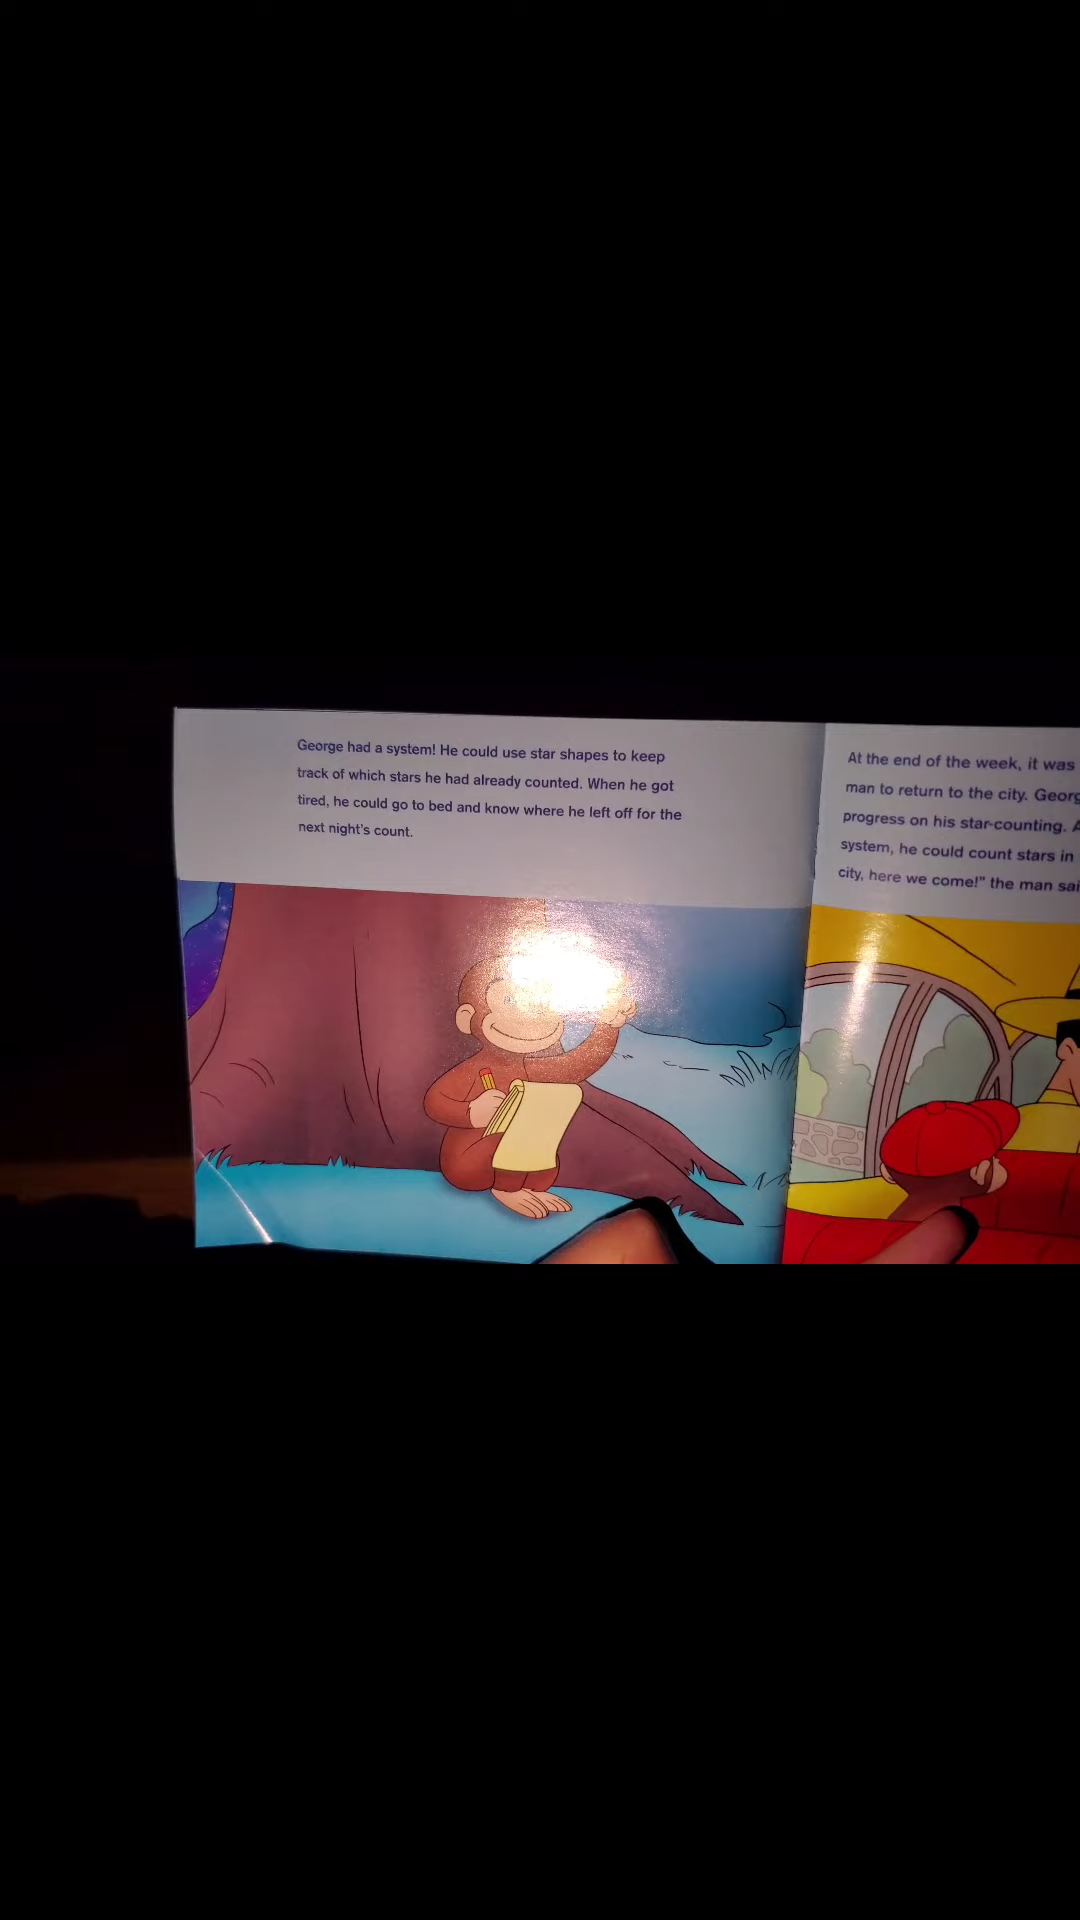 George had a system! He could use star shapes to keep
track of which stars he had already counted. When he got
tired, he could go to bed and know where he left off for the
next night's count.
At the end of the week, it was
man to return to the city.
progress on his star-counting.
system, he could count stars in
city, here we come!" the man